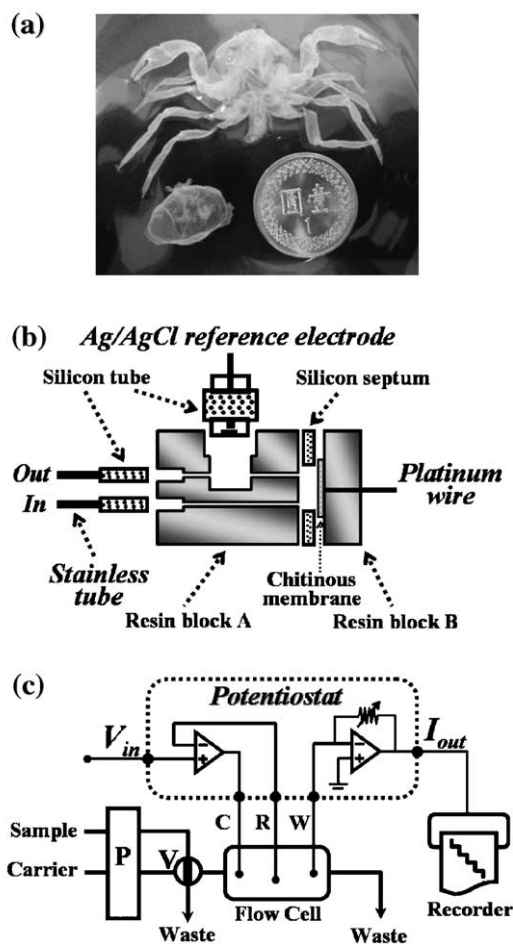 (a)
圓 壹
1
(b)
Ag/AgCl reference electrode
Silicon tube
Silicon septum
Out
In
Platinum
wire
Stainless
tube
Chitinous
membrane
Resin block A
Resin block B
(c)
Potentiostat
V in
I out
C R W
Sample
Carrier
P
V
Flow Cell
Waste
Waste
Recorder